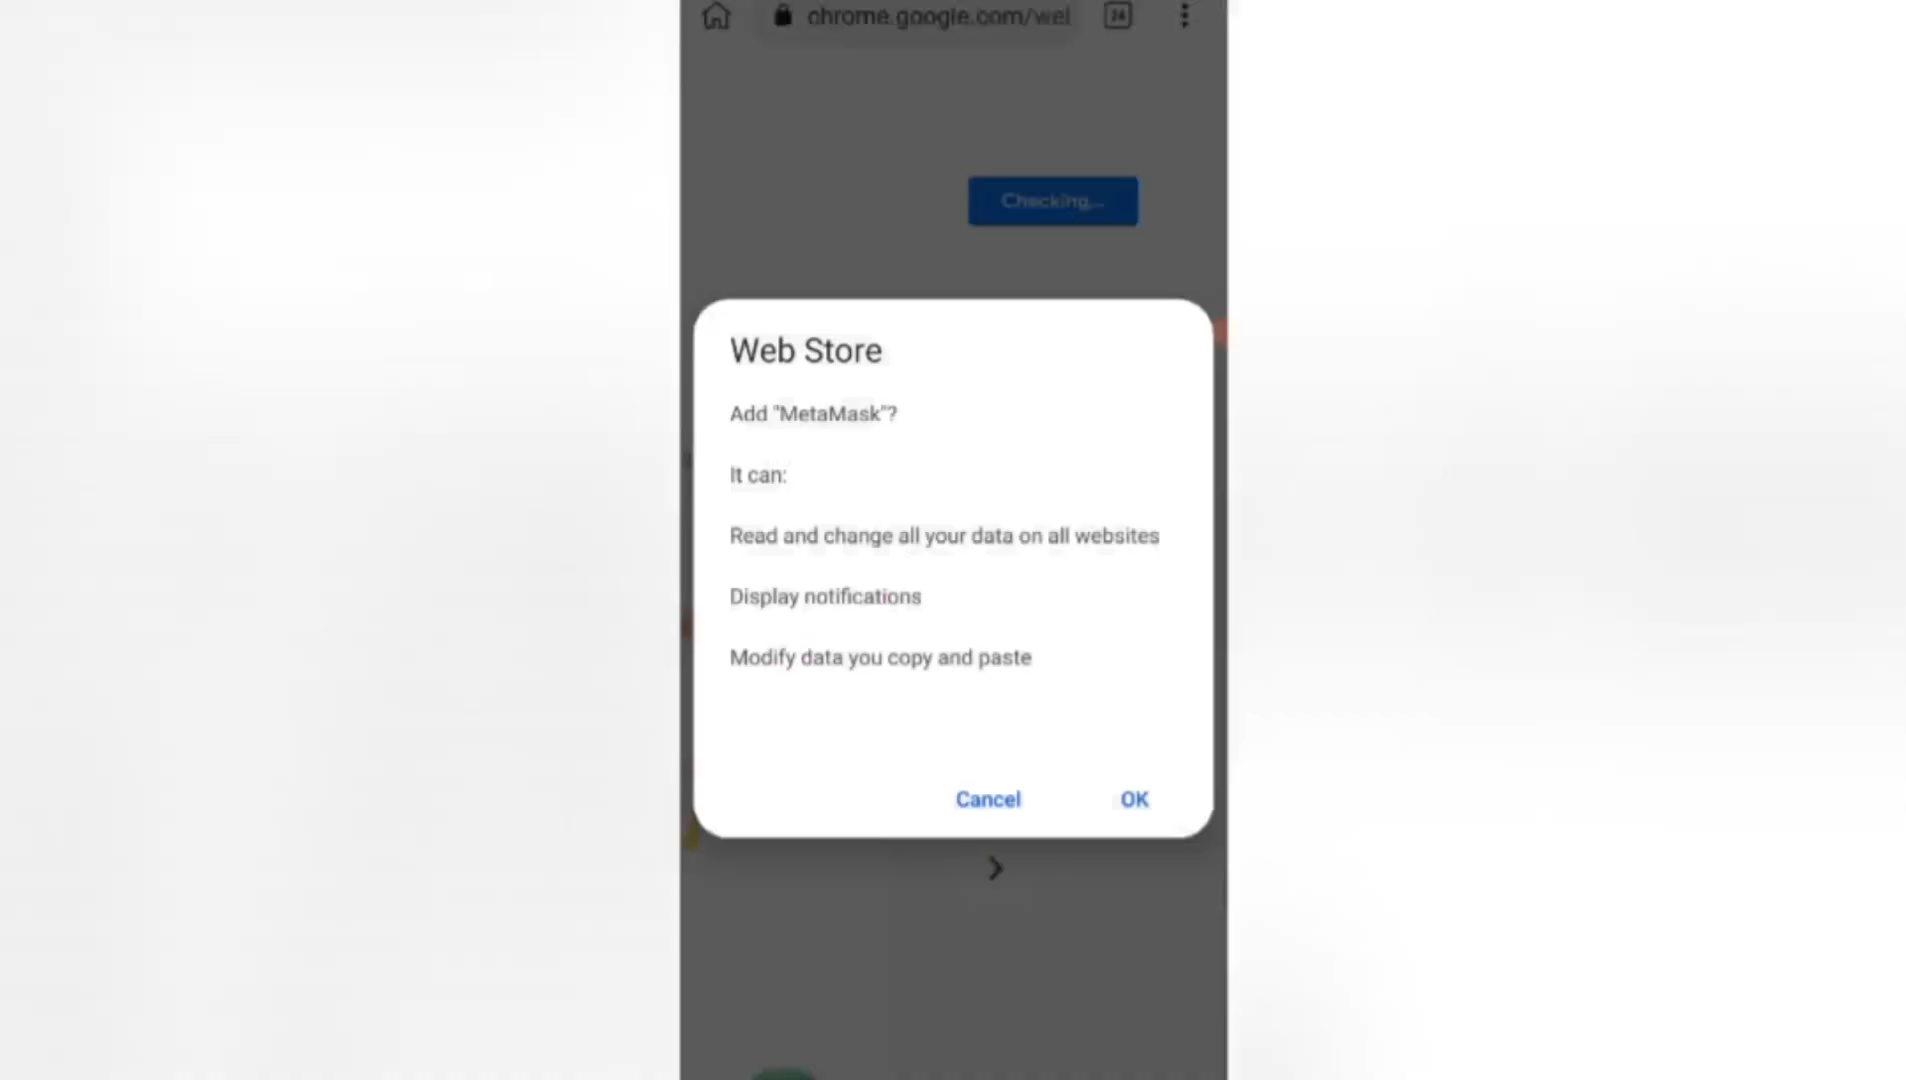 chrome.google.com/wel
24
Checking...
Web Store
Add "MetaMask"?
It can:
Read and change all your data on all websites
Display notifications
Modify data you copy and paste
Cancel
OK